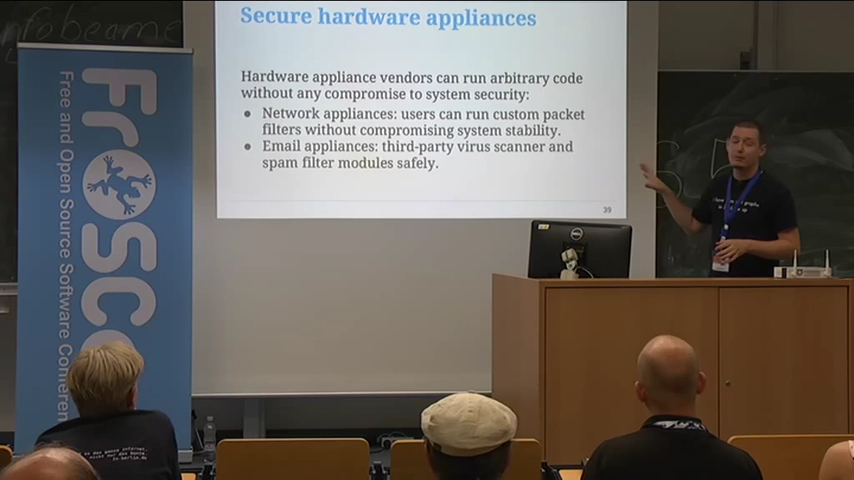 Secure hardware appliances
Hardware appliance vendors can run arbitrary code
without any compromise to system security:
● Network appliances: users can run custom packet
filters without compromising system stability.
● Email appliances: third-party virus scanner and
spam filter modules safely.
39
FrOSC
Free and Open Source Software Conferen
DELL